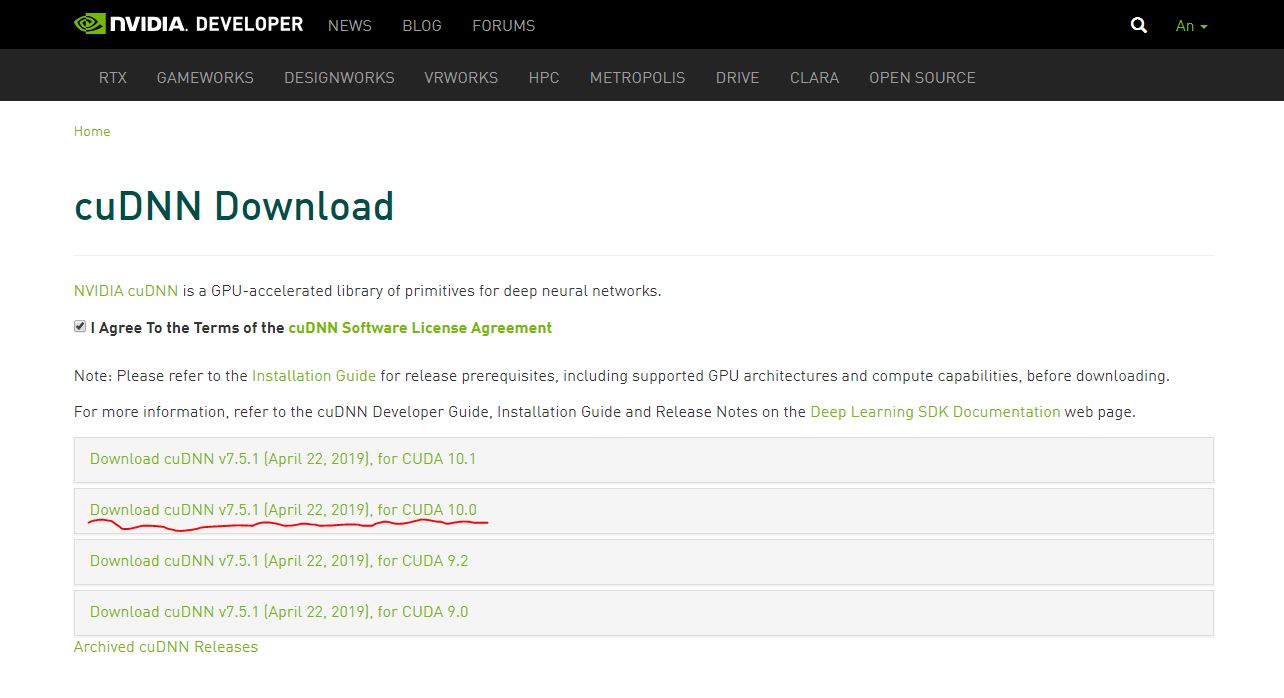 NVIDIA. DEVELOPER NEWS BLOG FORUMS An
RTX GAMEWORKS DESIGNWORKS VRWORKS HPC METROPOLIS DRIVE CLARA OPEN SOURCE
Home
cuDNN Download
NVIDIA cuDNN is a GPU-accelerated library of primitives for deep neural networks.
I Agree To the Terms of the cuDNN Software License Agreement
Note: Please refer to the Installation Guide for release prerequisites, including supported GPU architectures and compute capabilities, before downloading.
For more information, refer to the cuDNN Developer Guide, Installation Guide and Release Notes on the Deep Learning SDK Documentation web page.
Download cuDNN v7.5.1 (April 22, 2019), for CUDA 10.1
Download cuDNN v7.5.1 (April 22, 2019), for CUDA 10.0
Download cuDNN v7.5.1 (April 22, 2019), for CUDA 9.2
Download cuDNN v7.5.1 (April 22, 2019), for CUDA 9.0
Archived cuDNN Releases